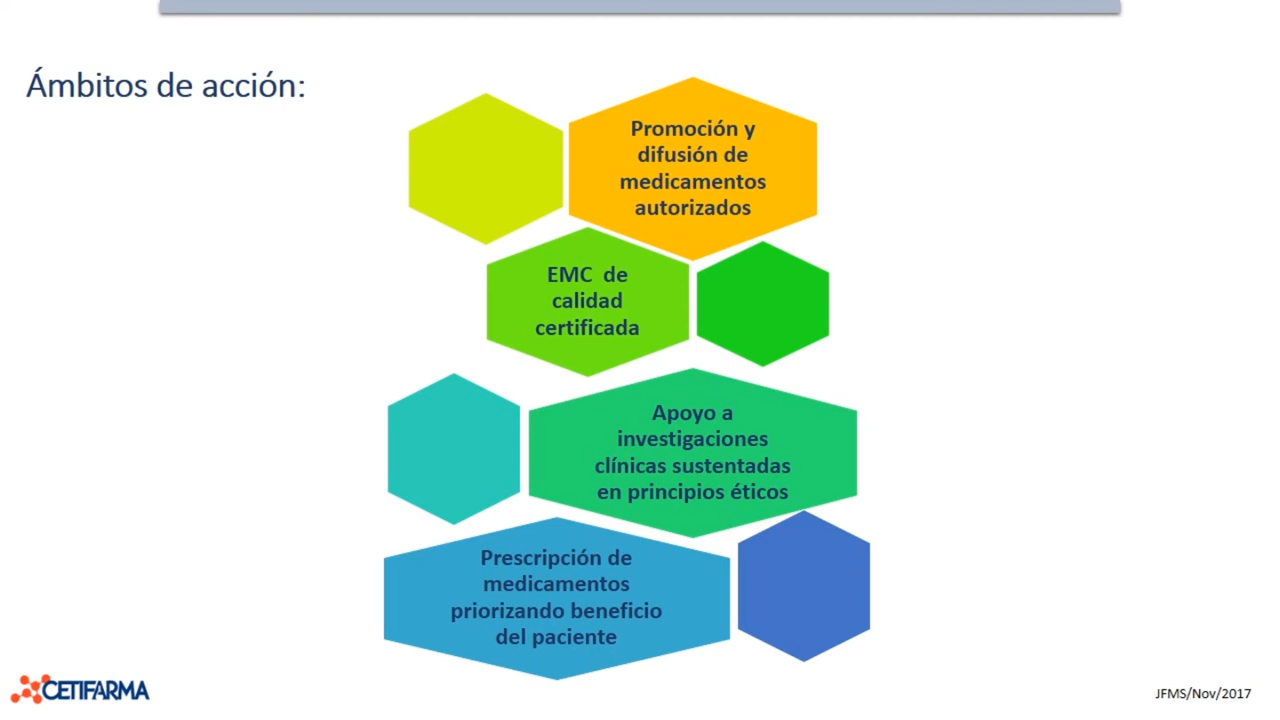 Ámbitos de acción:
Promoción y
difusión de
medicamentos
autorizados
EMC  de
calidad
certificada
Apoyo a
investigaciones
clínicas sustentadas
en principios éticos
Prescripción de
medicamentos
priorizando beneficio
del paciente
CETIFARMA
JFMS/Nov/2017